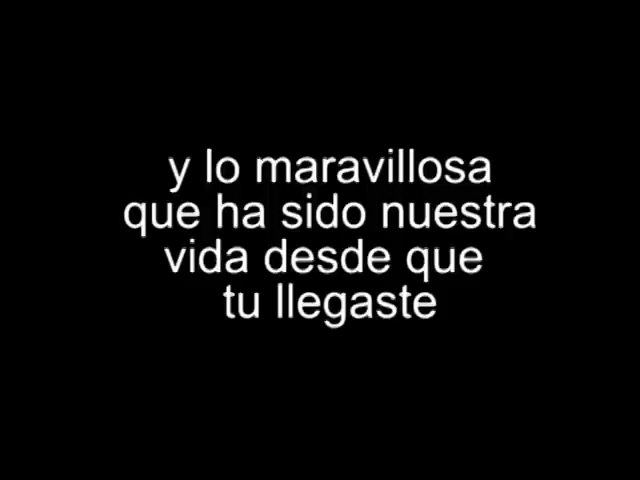 y lo maravillosa
que ha sido nuestra
vida desde que
tu llegaste